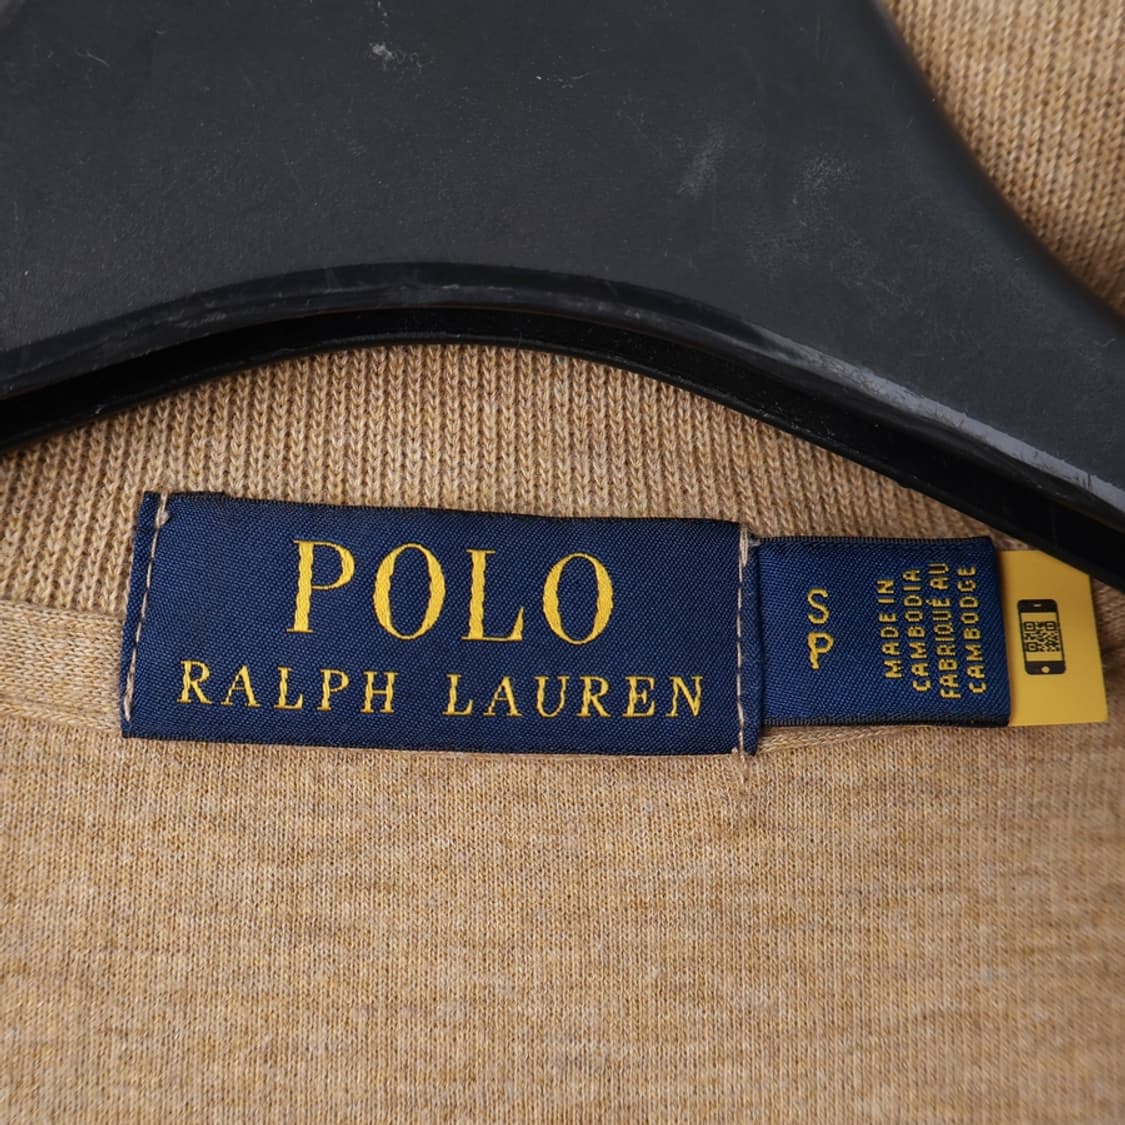 POLO
RALPH LAUREN
S
P
MADE IN
CAMBODIA
FABRIQUÉ AU
CAMBODGE